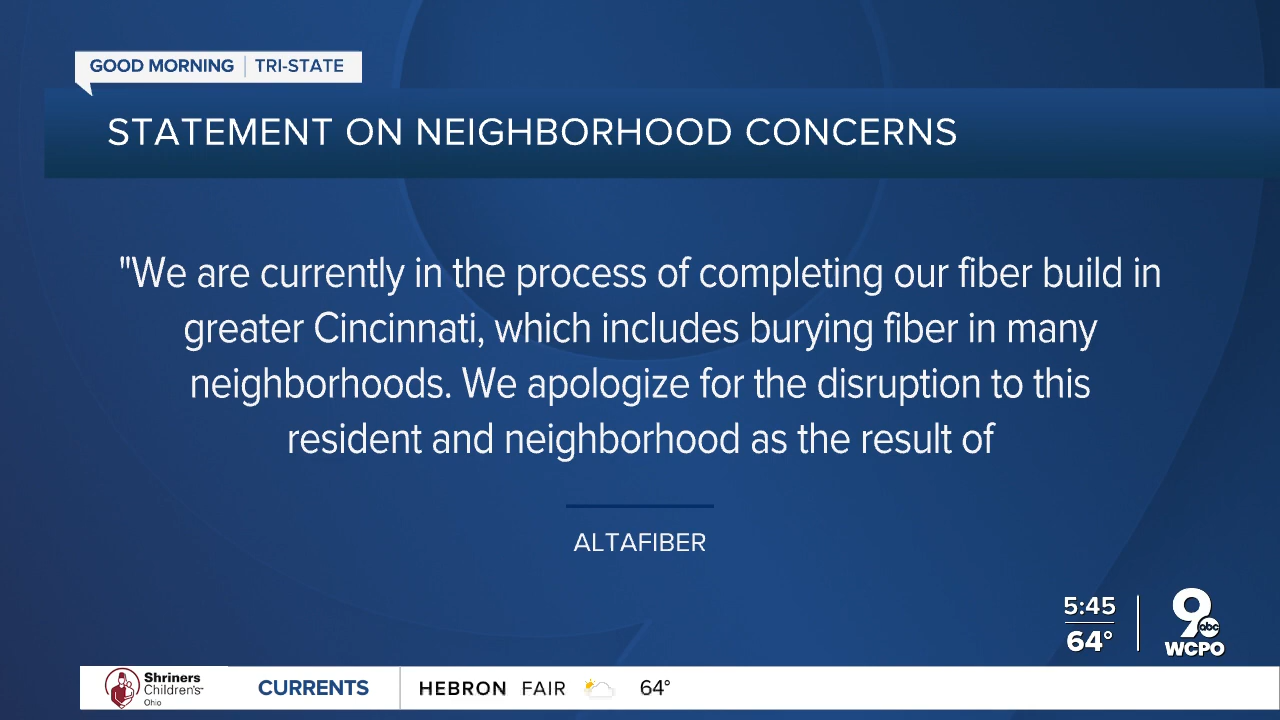 GOOD MORNING | TRI-STATE
STATEMENT ON NEIGHBORHOOD CONCERNS
"We are currently in the process of completing our fiber build in
greater Cincinnati, which includes burying fiber in many
neighborhoods. We apologize for the disruption to this
resident and neighborhood as the result of
ALTAFIBER
5:45
64°
9
abc
WCPO
Shriners
Children's™
Ohio
CURRENTS
HEBRON FAIR 64°